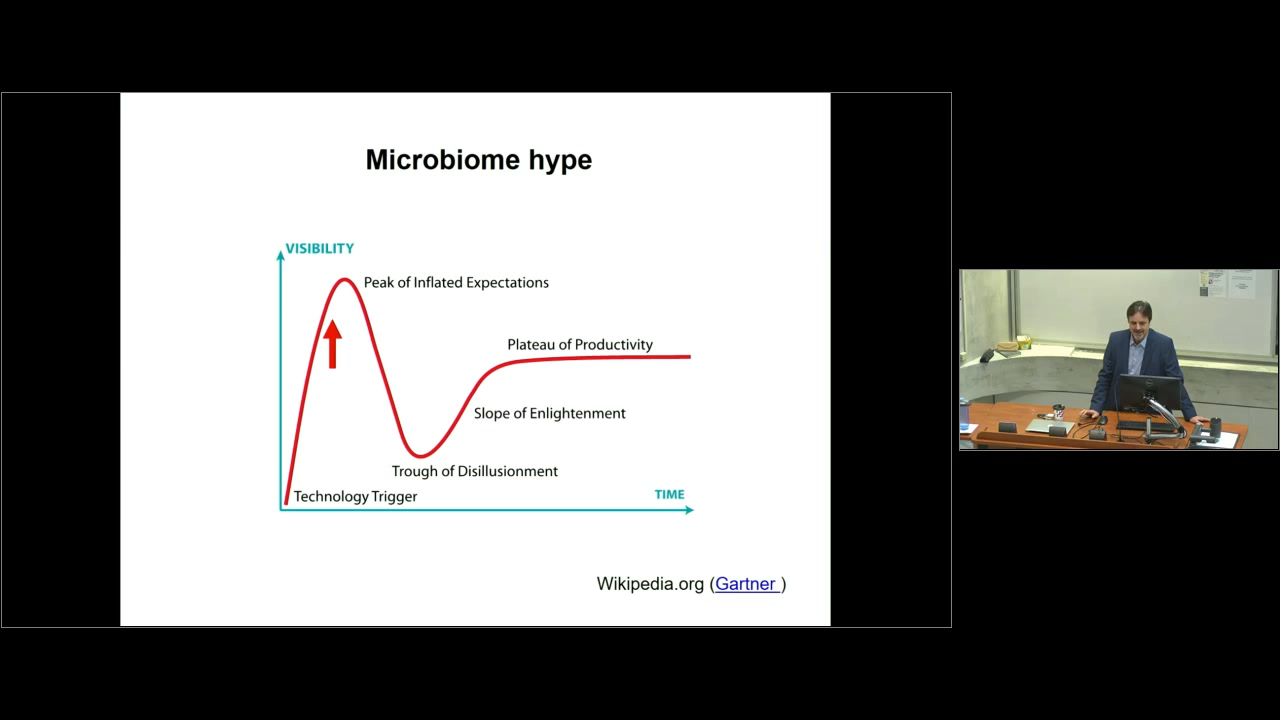 Microbiome hype
VISIBILITY
Peak of Inflated Expectations
Plateau of Productivity
Slope of Enlightenment
Trough of Disillusionment
Technology Trigger
TIME
Wikipedia.org (Gartner )